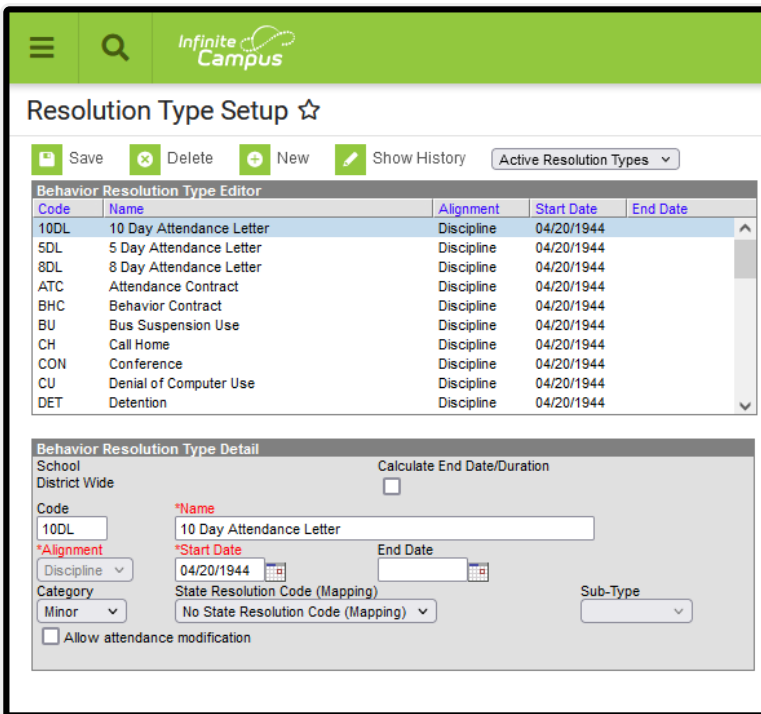 Infinite
Campus
Resolution Type Setup
Save Delete New Show History Active Resolution Types
Behavior Resolution Type Editor
Code Name Alignment Start Date End Date
10DL 10 Day Attendance Letter Discipline 04/20/1944
5DL 5 Day Attendance Letter Discipline 04/20/1944
8DL 8 Day Attendance Letter Discipline 04/20/1944
ATC Attendance Contract Discipline 04/20/1944
BHC Behavior Contract Discipline 04/20/1944
BU Bus Suspension Use Discipline 04/20/1944
CH Call Home Discipline 04/20/1944
CON Conference Discipline 04/20/1944
CU Denial of Computer Use Discipline 04/20/1944
DET Detention Discipline 04/20/1944
Behavior Resolution Type Detail
School Calculate End Date/Duration
District Wide
Code *Name
10DL 10 Day Attendance Letter
*Alignment *Start Date End Date
Discipline 04/20/1944
Category State Resolution Code (Mapping) Sub-Type
Minor No State Resolution Code (Mapping)
Allow attendance modification